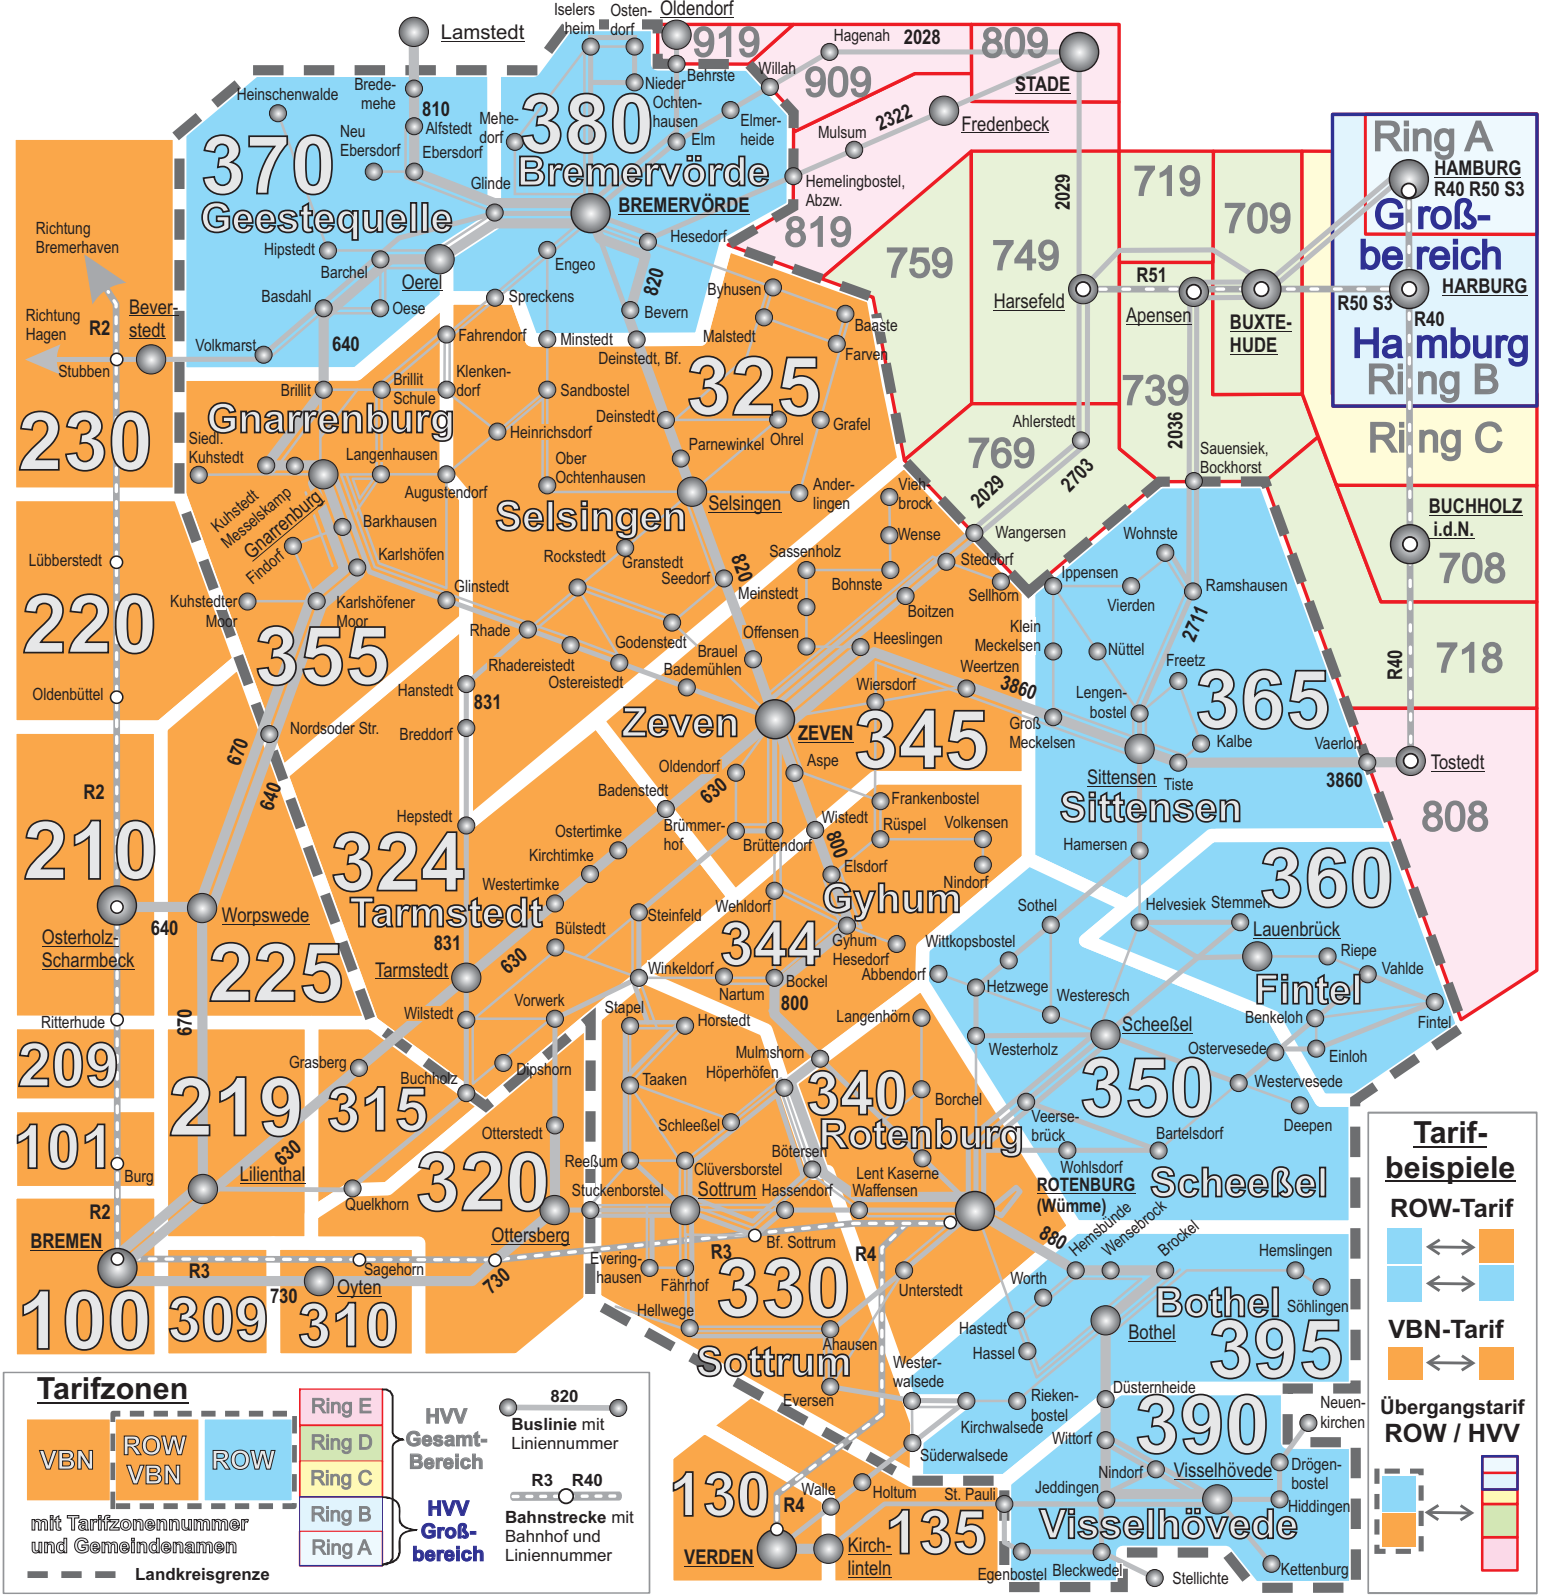 Lamstedt
Iselers
heim
Osten-
dorf
Oldendorf
919
Hagenah
2028
809
STADE
Behrste
Willah
909
Nieder
Ochten-
hausen
Heinschenwalde
Brede-
mehe
810
Alfstedt
Neu
Ebersdorf
Ebersdorf
Mehe-
dorf
380
Bremervörde
Elmer-
heide
Elm
Mulsum
2322
Fredenbeck
Hemelingbostel,
Abzw.
819
370
Geestequelle
Glinde
BREMERVÖRDE
Hesedorf
Ring A
HAMBURG
R40 R50 S3
Groß-
bereich
HARBURG
R50 S3
R40
Hamburg
Ring B
Ring C
719
709
2029
759
749
Harsefeld
R51
Apensen
BUXTE-
HUDE
739
2036
Richtung
Bremerhaven
Richtung
Hagen
R2
Bever-
stedt
Stubben
230
Hipstedt
Barchel
Oerel
Basdahl
Oese
Volkmarst
640
Engeo
Spreckens
820
Bevern
Byhusen
Malstedt
Baaste
Farven
Fahrendorf
Minstedt
Deinstedt, Bf.
325
Brillit
Brillit
Schule
Klenken-
dorf
Sandbostel
Gnarrenburg
Siedl.
Kuhstedt
Langenhausen
Heinrichsdorf
Deinstedt
Parnewinkel
Ohrel
Grafel
Ober
Ochtenhausen
Augustendorf
Selsingen
Selsingen
Ander-
lingen
Vieh-
brock
Ahlerstedt
769
2029
2703
Sauensiek,
Bockhorst
BUCHHOLZ
i.d.N.
708
Kuhstedt
Messelskamp
Gnarrenburg
Findorf
Barkhausen
Karlshöfen
Lübberstedt
220
Kuhstedter
Moor
Karlshöfener
Moor
355
Glinstedt
Rockstedt
Granstedt
Seedorf
820
Sassenholz
Wense
Wangersen
Steddorf
Meinstedt
Bohnste
Sellhorn
Boitzen
Wohnste
Ippensen
Vierden
Ramshausen
2711
Rhade
Godenstedt
Offensen
Heeslingen
Rhadereistedt
Ostereistedt
Brauel
Bademühlen
Klein
Meckelsen
Nüttel
Freetz
365
718
R40
Oldenbüttel
Hanstedt
831
Nordsoder Str.
Breddorf
Zeven
ZEVEN
Weertzen
Wiersdorf
3860
345
Lengen-
bostel
Groß
Meckelsen
Kalbe
Vaerloh
Sittensen
Tiste
3860
Tostedt
Sittensen
808
670
640
R2
210
Oldendorf
Aspe
630
Badenstedt
Frankenbostel
Hepstedt
Ostertimke
Brümmer-
hof
Wistedt
Rüspel
Volkensen
800
Brüttendorf
Kirchtimke
Elsdorf
Nindorf
Hamersen
360
324
Tarmstedt
Westertimke
Wehldorf
Gyhum
344
Gyhum
Hesedorf
Sothel
Helvesiek
Stemmen
Lauenbrück
Worpswede
640
Osterholz-
Scharmbeck
225
831
Tarmstedt
630
Bülstedt
Steinfeld
Wittkopsbostel
Riepe
Vahlde
Winkeldorf
Nartum
Bockel
800
Abbendorf
Hetzwege
Westeresch
Fintel
Fintel
Ritterhude
670
Wilstedt
Vorwerk
Stapel
Horstedt
Langenhörn
Scheeßel
Westerholz
Benkeloh
Einloh
Ostervesede
209
219
Grasberg
Buchholz
Dipshorn
Mulmshorn
Höperhöfen
Taaken
350
Westervesede
315
340
Rotenburg
Borchel
Veerse-
brück
Deepen
101
Burg
Otterstedt
Schleeßel
Bötersen
Bartelsdorf
630
Lilienthal
Quelkhorn
320
Reeßum
Clüversborstel
Lent Kaserne
Wohlsdorf
Scheeßel
Stuckenborstel
Sottrum
Hassendorf
Waffensen
ROTENBURG
(Wümme)
R2
BREMEN
Ottersberg
R3
Bf. Sottrum
R4
880
Hemsbünde
Wensebrock
Brockel
Hemslingen
R3
Sagehorn
730
Oyten
730
Evering-
hausen
Fährhof
330
Unterstedt
Worth
Bothel
Söhlingen
100
309
310
Hellwege
Ahausen
Hastedt
Bothel
395
Sottrum
Hassel
Wester-
walsede
Eversen
Rieken-
bostel
Kirchwalsede
Düsternheide
Neuen-
kirchen
Wittorf
390
Süderwalsede
Nindorf
Visselhövede
Drögen-
bostel
130
R4
Walle
Holtum
St. Pauli
Jeddingen
Hiddingen
135
Visselhövede
VERDEN
Kirch-
linteln
Egenbostel
Bleckwedel
Stellichte
Kettenburg
Tarifzonen
VBN
ROW
VBN
ROW
mit Tarifzonennummer
und Gemeindenamen
Landkreisgrenze
Ring E
Ring D
Ring C
Ring B
Ring A
HVV
Gesamt-
Bereich
HVV
Groß-
bereich
820
Buslinie mit
Liniennummer
R3 R40
Bahnstrecke mit
Bahnhof und
Liniennummer
Tarif-
beispiele
ROW-Tarif
VBN-Tarif
Übergangstarif
ROW / HVV